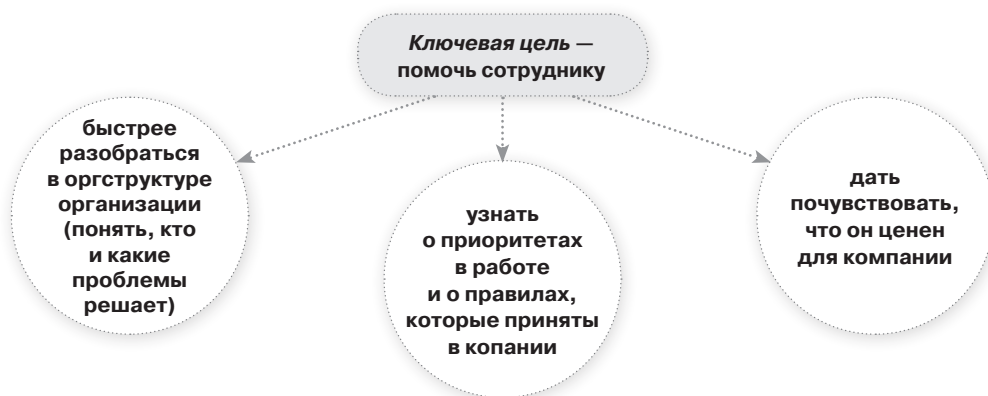 Ключевая цель —
помочь сотруднику
быстрее
разобраться
в оргструктуре
организации
(понять, кто
и какие
проблемы
решает)
узнать
о приоритетах
в работе
и о правилах,
которые приняты
в копании
дать
почувствовать,
что он ценен
для компании